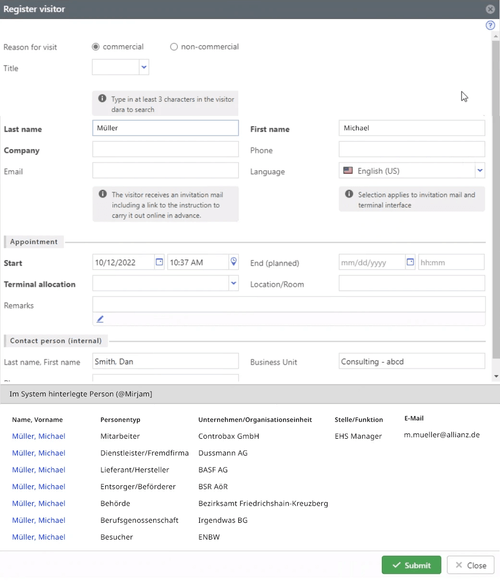 Register visitor
Reason for visit commercial non-commercial
Title
Type in at least 3 characters in the visitor
dara to search
Last name Müller First name Michael
Company Phone
Email Language English (US)
The visitor receives an invitation mail
including a link to the instruction to
carry it out online in advance.
Selection applies to invitation mail and
terminal interface
Appointment
Start 10/12/2022 10:37 AM End (planned) mm/dd/yyyy hh:mm
Terminal allocation Location/Room
Remarks
Contact person (internal)
Last name, First name Smith, Dan Business Unit Consulting - abcd
Im System hinterlegte Person (@Mirjam]
Name, Vorname Personentyp Unternehmen/Organisationseinheit Stelle/Funktion E-Mail
Müller, Michael Mitarbeiter Controbax GmbH EHS Manager m.mueller@allianz.de
Müller, Michael Dienstleister/Fremdfirma Dussmann AG
Müller, Michael Lieferant/Hersteller BASF AG
Müller, Michael Entsorger/Beförderer BSR AöR
Müller, Michael Behörde Bezirksamt Friedrichshain-Kreuzberg
Müller, Michael Berufsgenossenschaft Irgendwas BG
Müller, Michael Besucher ENBW
Submit Close